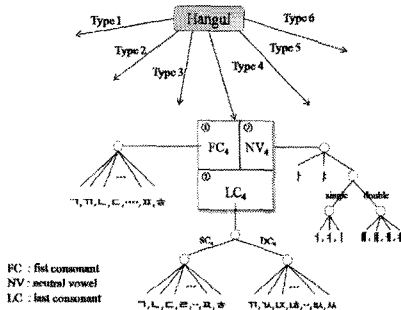 Hangul
Type 1
Type 6
Type 2
Type 5
Type 3
Type 4
① ②
FC₄ NV₄
③
LC₄
...
ㄱ,ㄲ,ㄴ,ㄷ,....,ㅍ,ㅎ
single double
SC₄ DC₄
... ...
FC : fist consonant
NV : neutral vowel
LC : last consonant
ㄱ,ㄴ,ㄷ,ㄹ,··,ㅍ,ㅎ